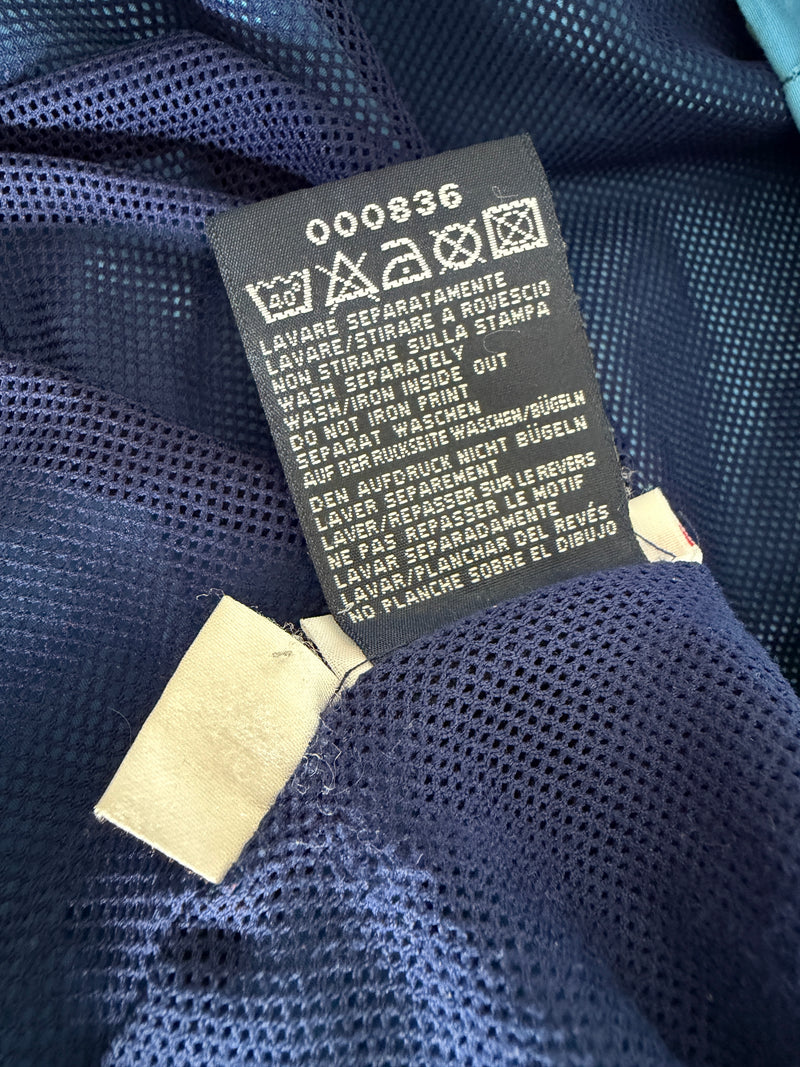 000836
40°
LAVARE SEPARATAMENTE
LAVARE/STIRARE A ROVESCIO
NON STIRARE SULLA STAMPA
WASH SEPARATELY
WASH/IRON INSIDE OUT
DO NOT IRON PRINT
SEPARAT WASCHEN
AUF DER RUCKSEITE WASCHEN/BÜGELN
DEN AUFDRUCK NICHT BÜGELN
LAVER SEPAREMENT
LAVER/REPASSER SUR LE REVERS
NE PAS REPASSER LE MOTIF
LAVAR SEPARADAMENTE
LAVAR/PLANCHAR DEL REVÉS
NO PLANCHE SOBRE EL DIBUJO